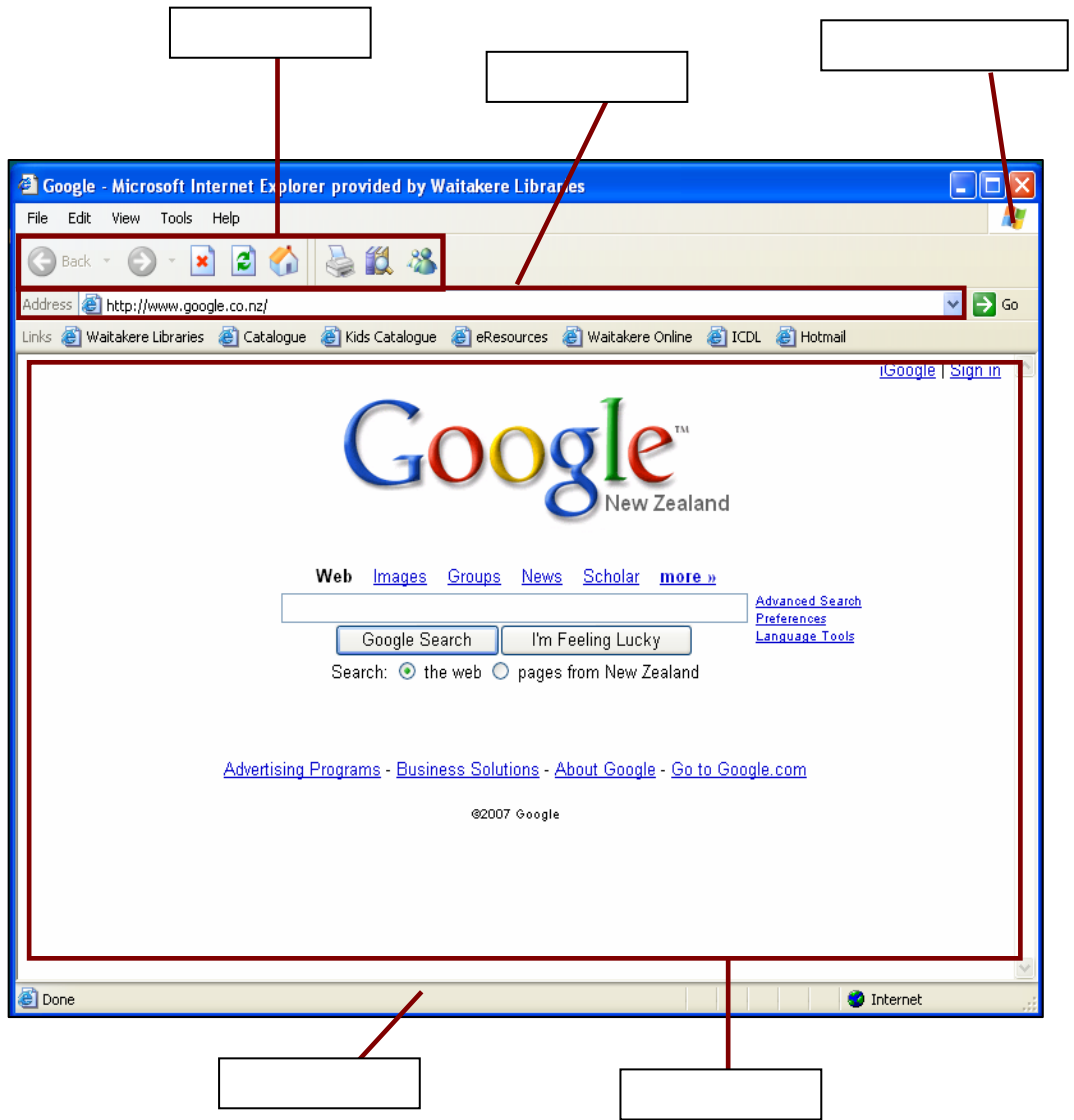 Google - Microsoft Internet Explorer provided by Waitakere Libraries
File Edit View Tools Help
Back
Address http://www.google.co.nz/ Go
Links Waitakere Libraries Catalogue Kids Catalogue eResources Waitakere Online ICDL Hotmail
iGoogle | Sign in
Google™
New Zealand
Web Images Groups News Scholar more »
Advanced Search
Preferences
Language Tools
Google Search I'm Feeling Lucky
Search: the web pages from New Zealand
Advertising Programs - Business Solutions - About Google - Go to Google.com
©2007 Google
Done Internet